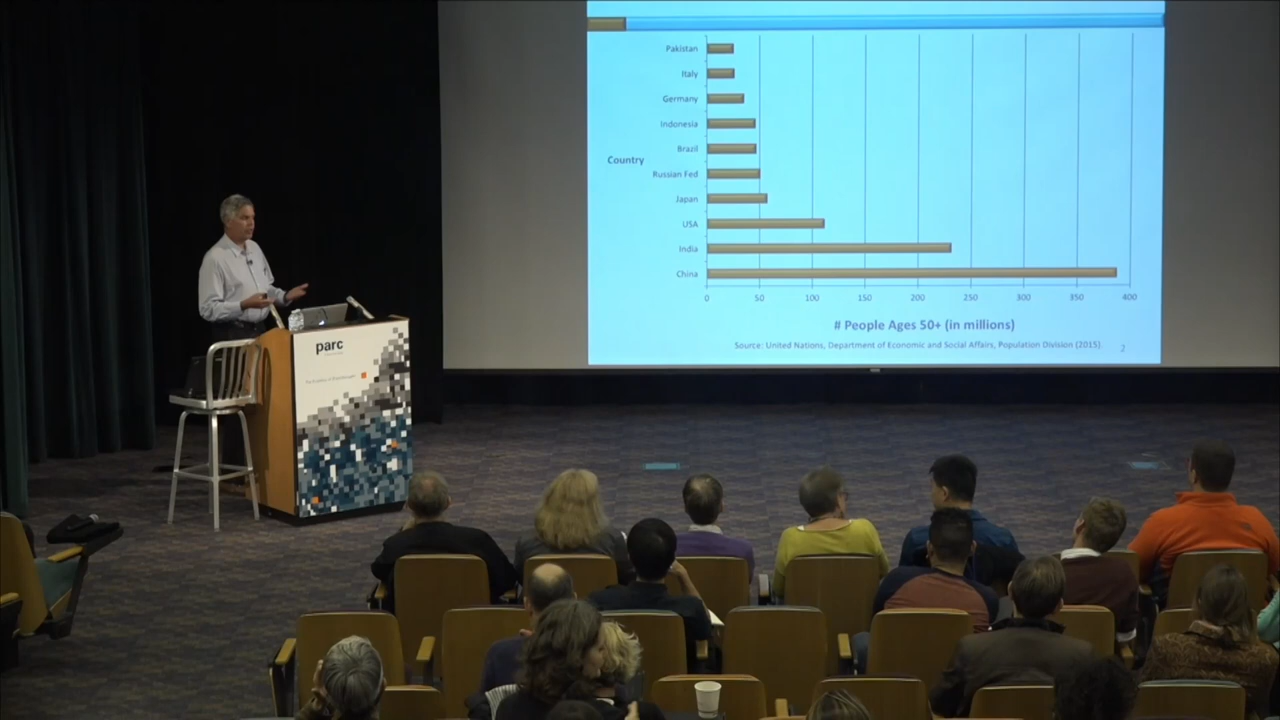 Pakistan
Italy
Germany
Indonesia
Brazil
Country
Russian Fed
Japan
USA
India
China
0 50 100 150 200 250 300 350 400
# People Ages 50+ (in millions)
Source: United Nations, Department of Economic and Social Affairs, Population Division (2015).
2
parc